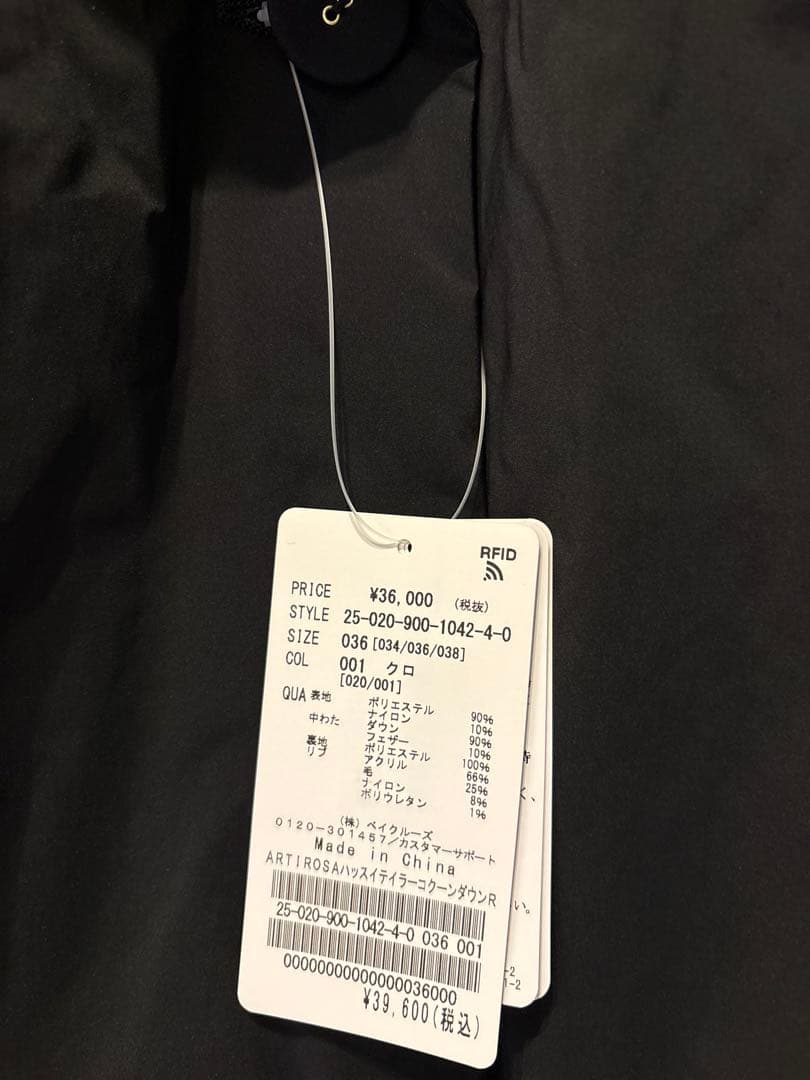 RFID
PRICE ¥36,000 (税抜)
STYLE 25-020-900-1042-4-0
SIZE 036 [034/036/038]
COL 001 クロ
[020/001]
QUA 表地 ポリエステル 90%
ナイロン 10%
中わた ダウン 90%
フェザー 10%
裏地 ポリエステル 100%
リブ アクリル 66%
毛 25%
ナイロン 8%
ポリウレタン 1%
(株)ベイクルーズ
0120-301457/カスタマーサポート
Made in China
ARTIROSAハッスイテイラーコクーンダウンR
25-020-900-1042-4-0 036 001
0000000000000036000
¥39,600(税込)
く、
い。
-2
1-2